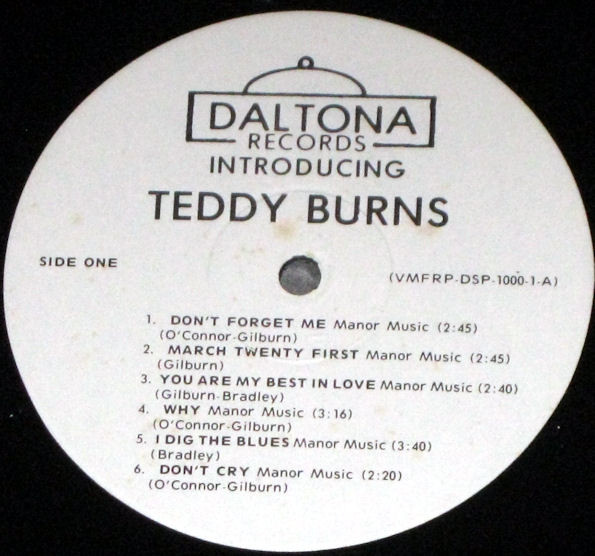 DALTONA
RECORDS
INTRODUCING
TEDDY BURNS
SIDE ONE
(VMFRP-DSP-1000-1-A)
1. DON'T FORGET ME Manor Music (2:45)
(O'Connor-Gilburn)
2. MARCH TWENTY FIRST Manor Music (2:45)
(Gilburn)
3. YOU ARE MY BEST IN LOVE Manor Music (2:40)
(Gilburn-Bradley)
4. WHY Manor Music (3:16)
(O'Connor-Gilburn)
5. I DIG THE BLUES Manor Music (3:40)
(Bradley)
6. DON'T CRY Manor Music (2:20)
(O'Connor-Gilburn)